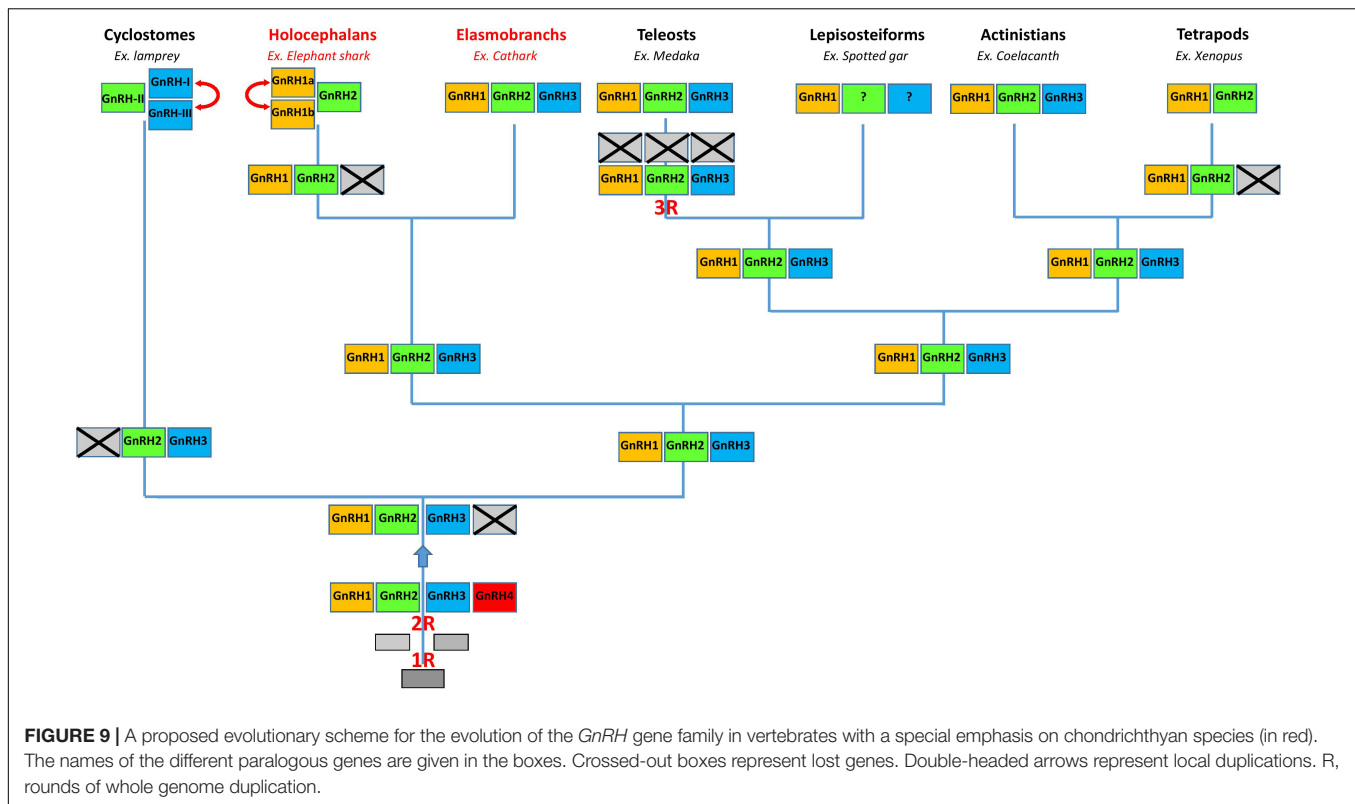 Cyclostomes Holocephalans Elasmobranchs Teleosts Lepisosteiforms Actinistians Tetrapods
Ex. lamprey Ex. Elephant shark Ex. Cathark Ex. Medaka Ex. Spotted gar Ex. Coelacanth Ex. Xenopus
GnRH-I GnRH1a
GnRH-II GnRH2 GnRH1 GnRH2 GnRH3 GnRH1 GnRH2 GnRH3 GnRH1 ? ? GnRH1 GnRH2 GnRH3 GnRH1 GnRH2
GnRH-III GnRH1b
GnRH1 GnRH2 GnRH1 GnRH2 GnRH3 GnRH1 GnRH2
3R
GnRH1 GnRH2 GnRH3 GnRH1 GnRH2 GnRH3
GnRH1 GnRH2 GnRH3 GnRH1 GnRH2 GnRH3
GnRH2 GnRH3 GnRH1 GnRH2 GnRH3
GnRH1 GnRH2 GnRH3
GnRH1 GnRH2 GnRH3 GnRH4
2R
1R
FIGURE 9 | A proposed evolutionary scheme for the evolution of the GnRH gene family in vertebrates with a special emphasis on chondrichthyan species (in red).
The names of the different paralogous genes are given in the boxes. Crossed-out boxes represent lost genes. Double-headed arrows represent local duplications. R,
rounds of whole genome duplication.